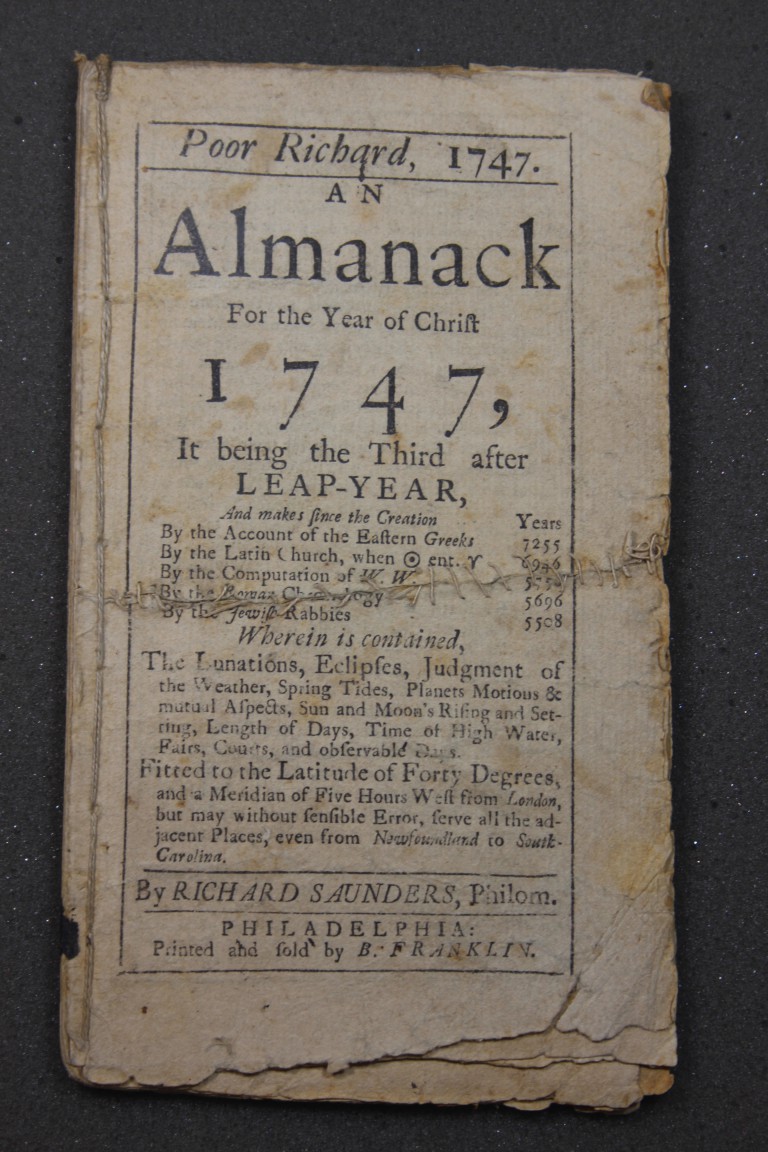 Poor Richard, 1747.
AN
Almanack
For the Year of Chriſt
1747,
It being the Third after
LEAP-YEAR,
And makes ſince the Creation Years
By the Account of the Eaſtern Greeks 7255
By the Latin Church, when ☉ ent. ♈ 6946
By the Computation of W. W.
By the Roman Chronology 5696
By the Jewiſh Rabbies 5508
Wherein is contained,
The Lunations, Eclipſes, Judgment of
the Weather, Spring Tides, Planets Motions &
mutual Aſpects, Sun and Moon's Riſing and Set-
ting, Length of Days, Time of High Water,
Fairs, Courts, and obſervable Days.
Fitted to the Latitude of Forty Degrees,
and a Meridian of Five Hours Weſt from London,
but may without ſenſible Error, ſerve all the ad-
jacent Places, even from Newfoundland to South-
Carolina.
By RICHARD SAUNDERS, Philom.
PHILADELPHIA:
Printed and ſold by B. FRANKLIN.